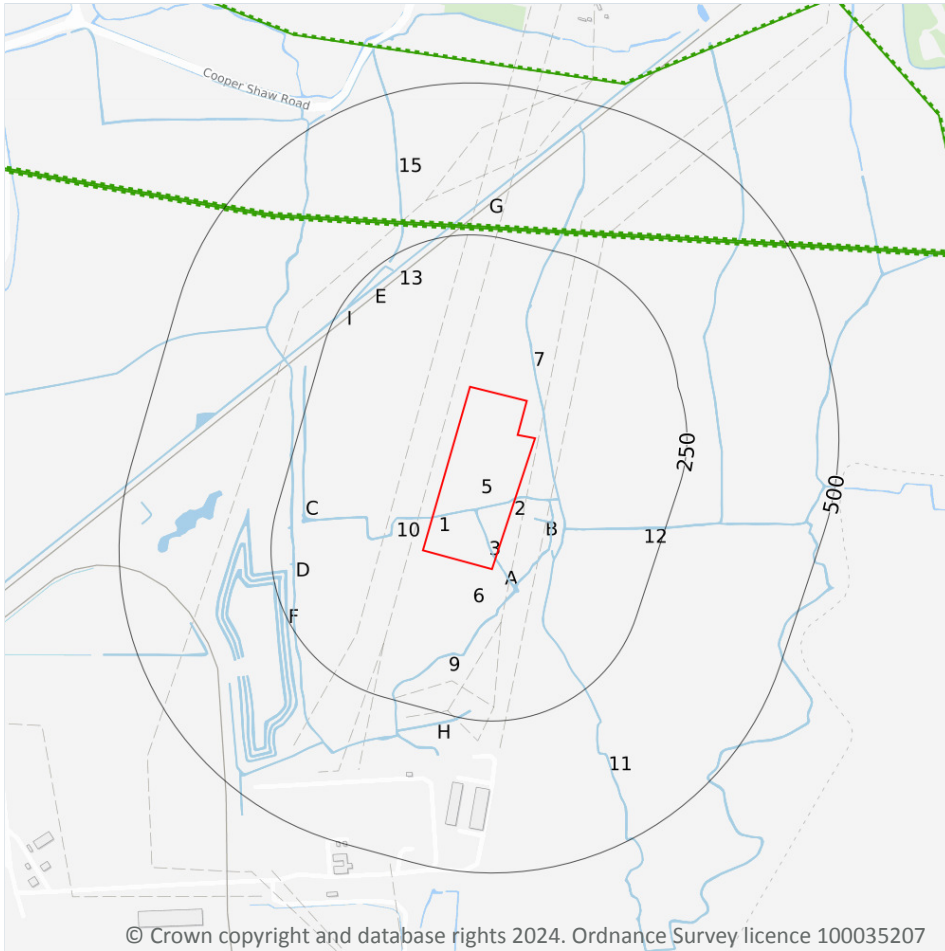 Cooper Shaw Road
15
G
13
E
I
7
250
500
5
C
2
1
10
B
12
3
D
A
6
F
9
H
11
© Crown copyright and database rights 2024. Ordnance Survey licence 100035207